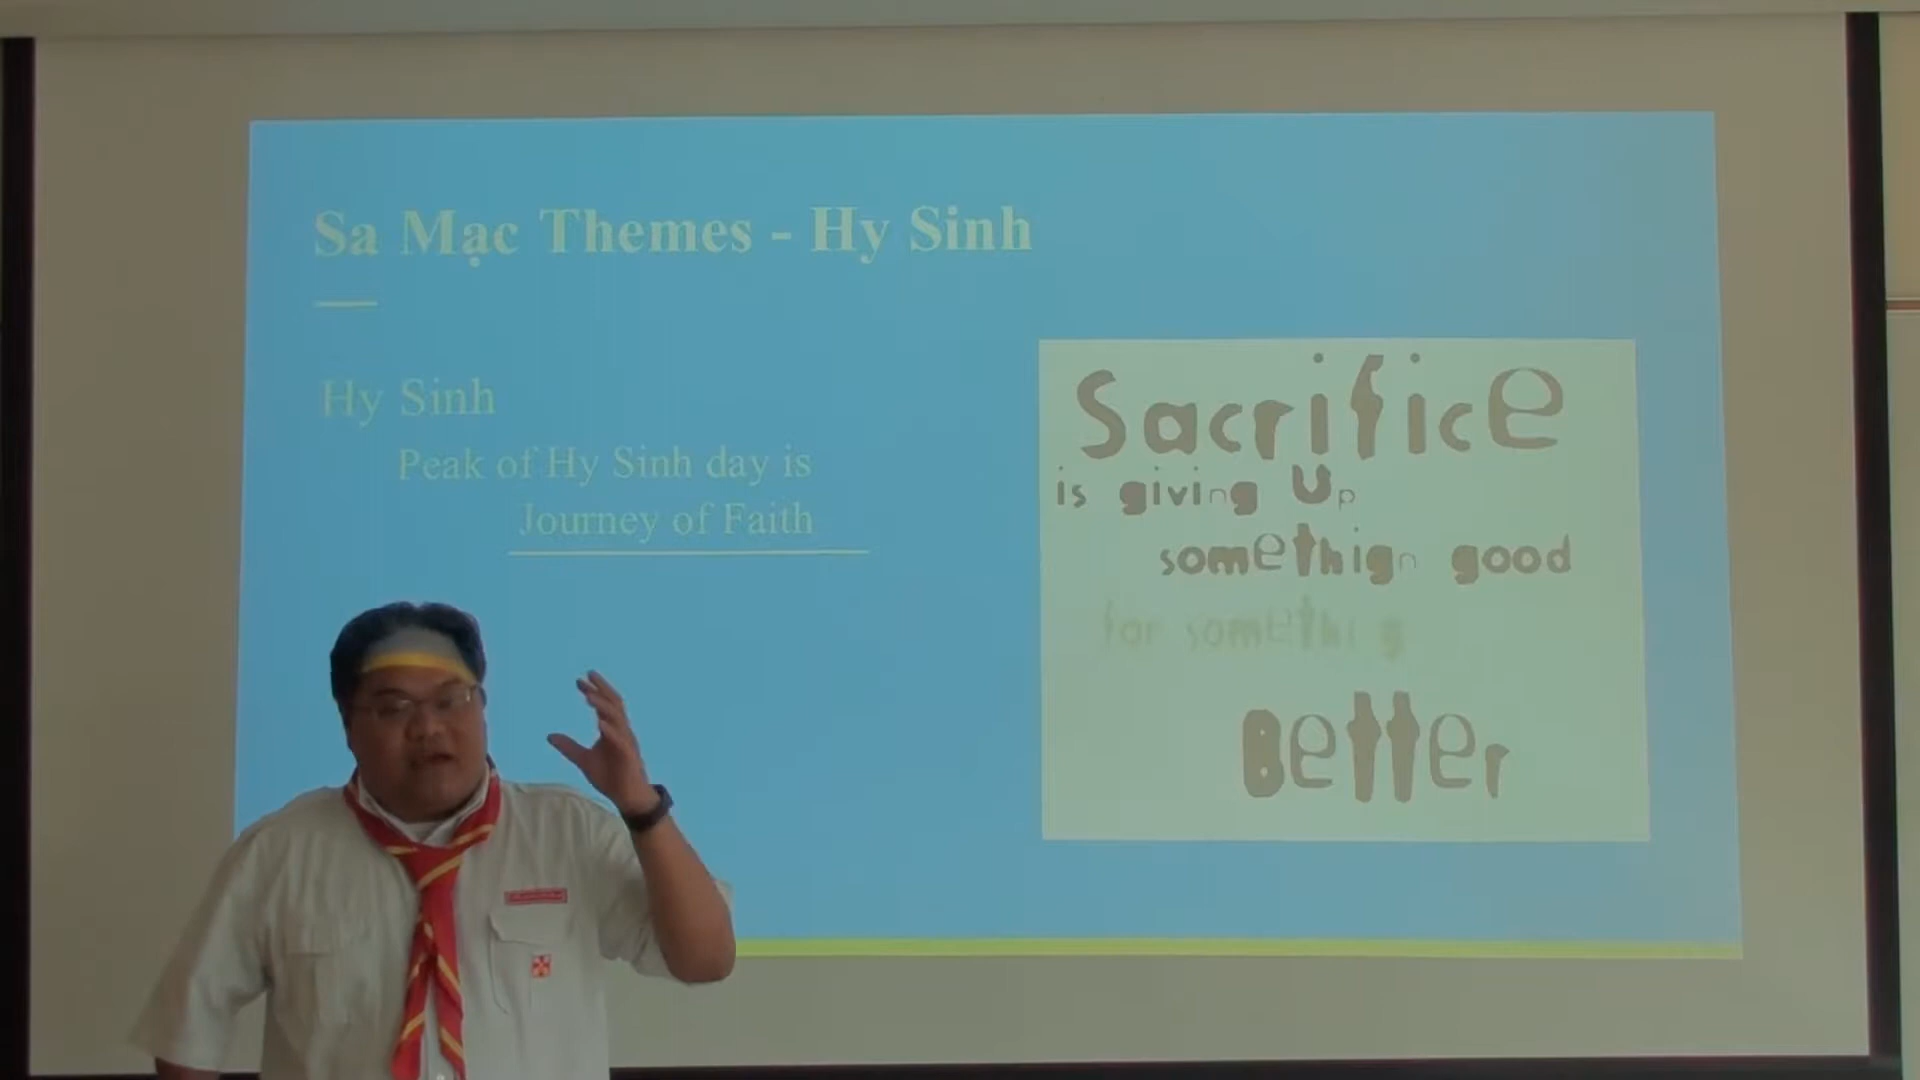 Sa Mạc Themes - Hy Sinh
Hy Sinh
Peak of Hy Sinh day is
Journey of Faith
Sacrifice
is giving Up
somethign good
for somethi g
Better